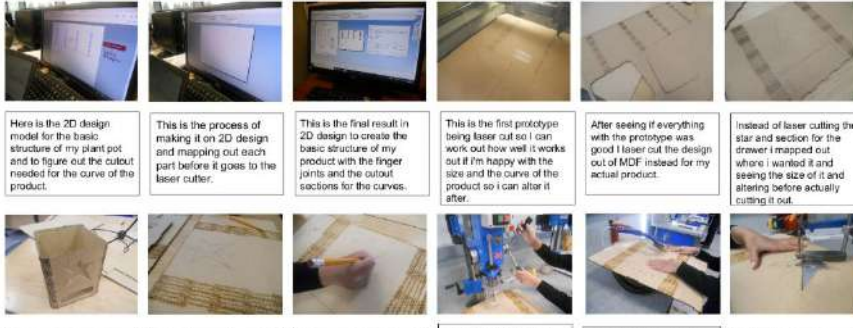 Here is the 2D design
model for the basic
structure of my plant pot
and to figure out the cutout
needed for the curve of the
product.
This is the process of
making it on 2D design
and mapping out each
part before it goes to the
laser cutter.
This is the final result in
2D design to create the
basic structure of my
product with the finger
joints and the cutout
sections for the curves.
This is the first prototype
being laser cut so I can
work out how well it works
out if i'm happy with the
size and the curve of the
product so i can alter it
after.
After seeing if everything
with the prototype was
good I laser cut the design
out of MDF instead for my
actual product.
Instead of laser cutting the
star and section for the
drawer i mapped out
where i wanted it and
seeing the size of it and
altering before actually
cutting it out.